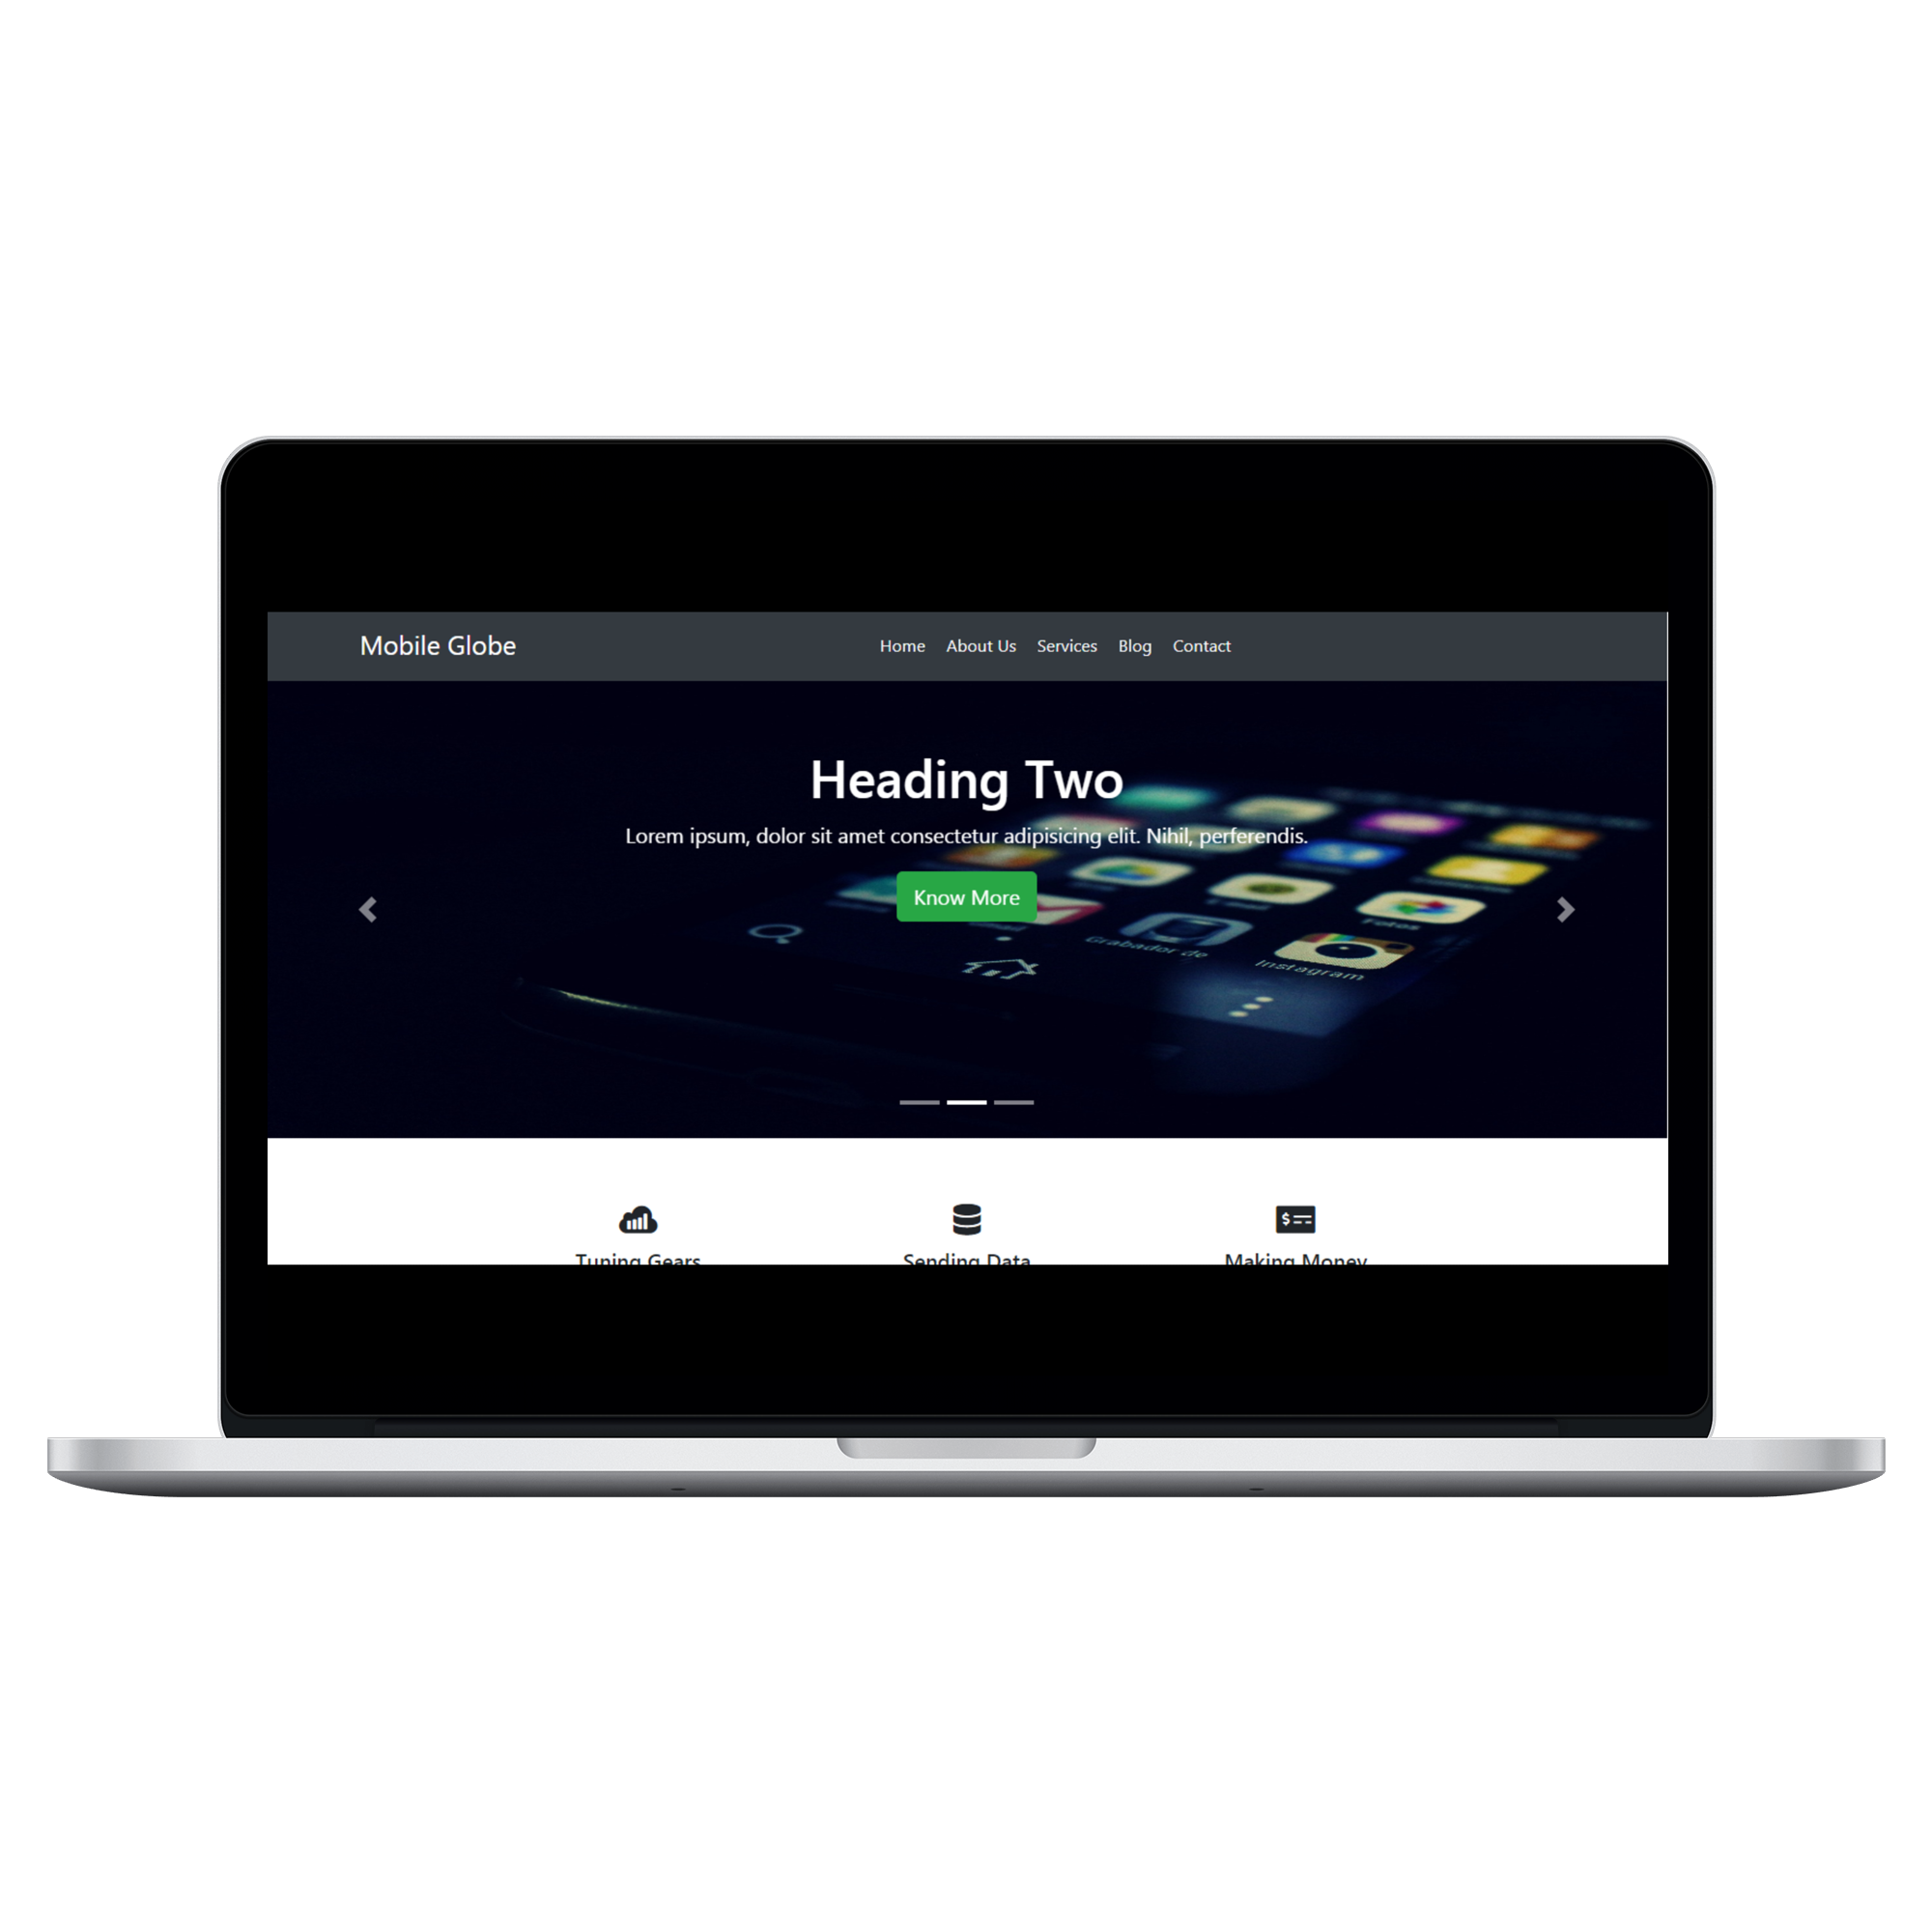 Mobile Globe
Home About Us Services Blog Contact
Heading Two
Lorem ipsum, dolor sit amet consectetur adipisicing elit. Nihil, perferendis.
Know More
Fotos
Grabador de
Instagram
Tuning Gears
Sending Data
Making Money